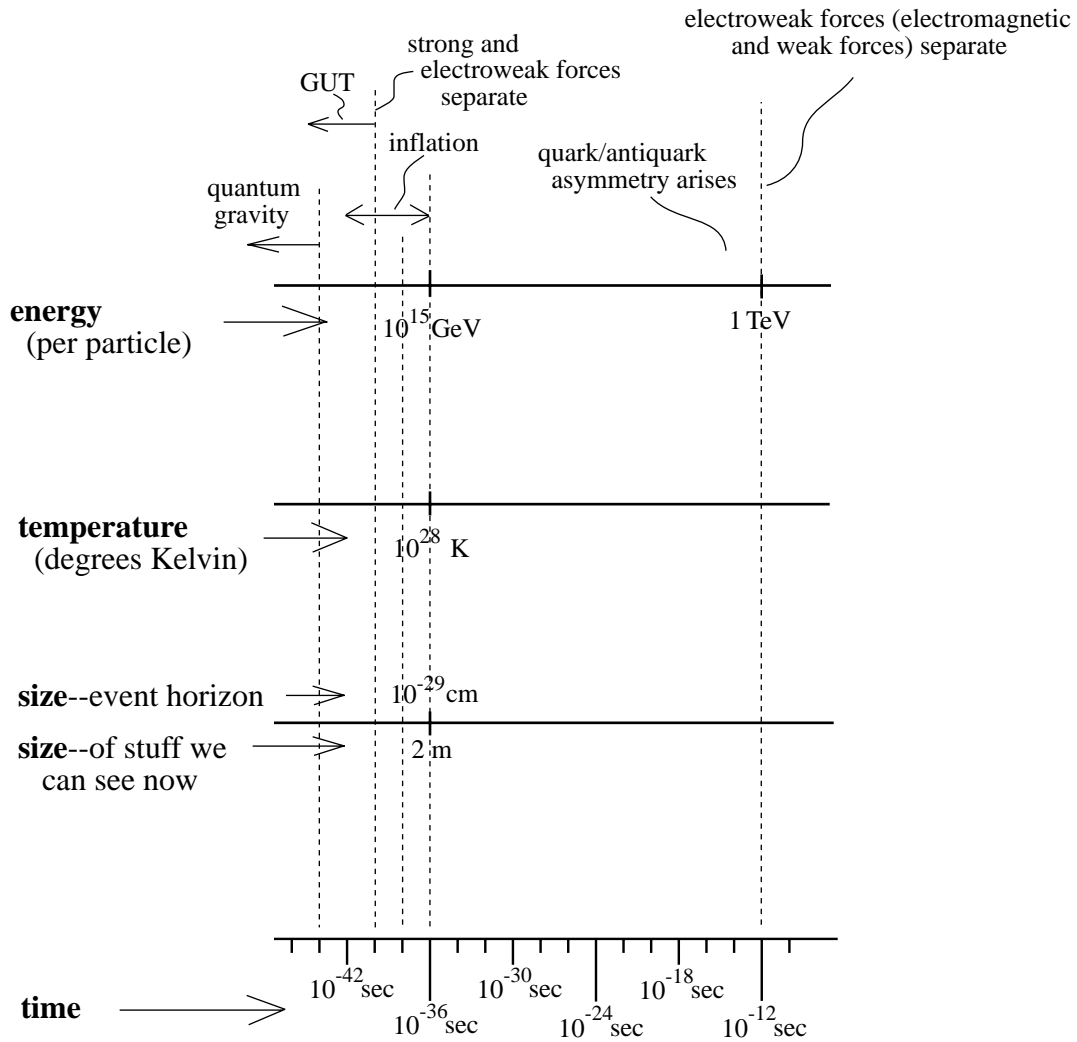 electroweak forces (electromagnetic
and weak forces) separate
strong and
electroweak forces
separate
GUT
inflation
quark/antiquark
asymmetry arises
quantum
gravity
energy
(per particle)
10^15 GeV
1 TeV
temperature
(degrees Kelvin)
10^28 K
size--event horizon
10^-29 cm
size--of stuff we
can see now
2 m
10^-42 sec
10^-30 sec
10^-18 sec
time
10^-36 sec
10^-24 sec
10^-12 sec